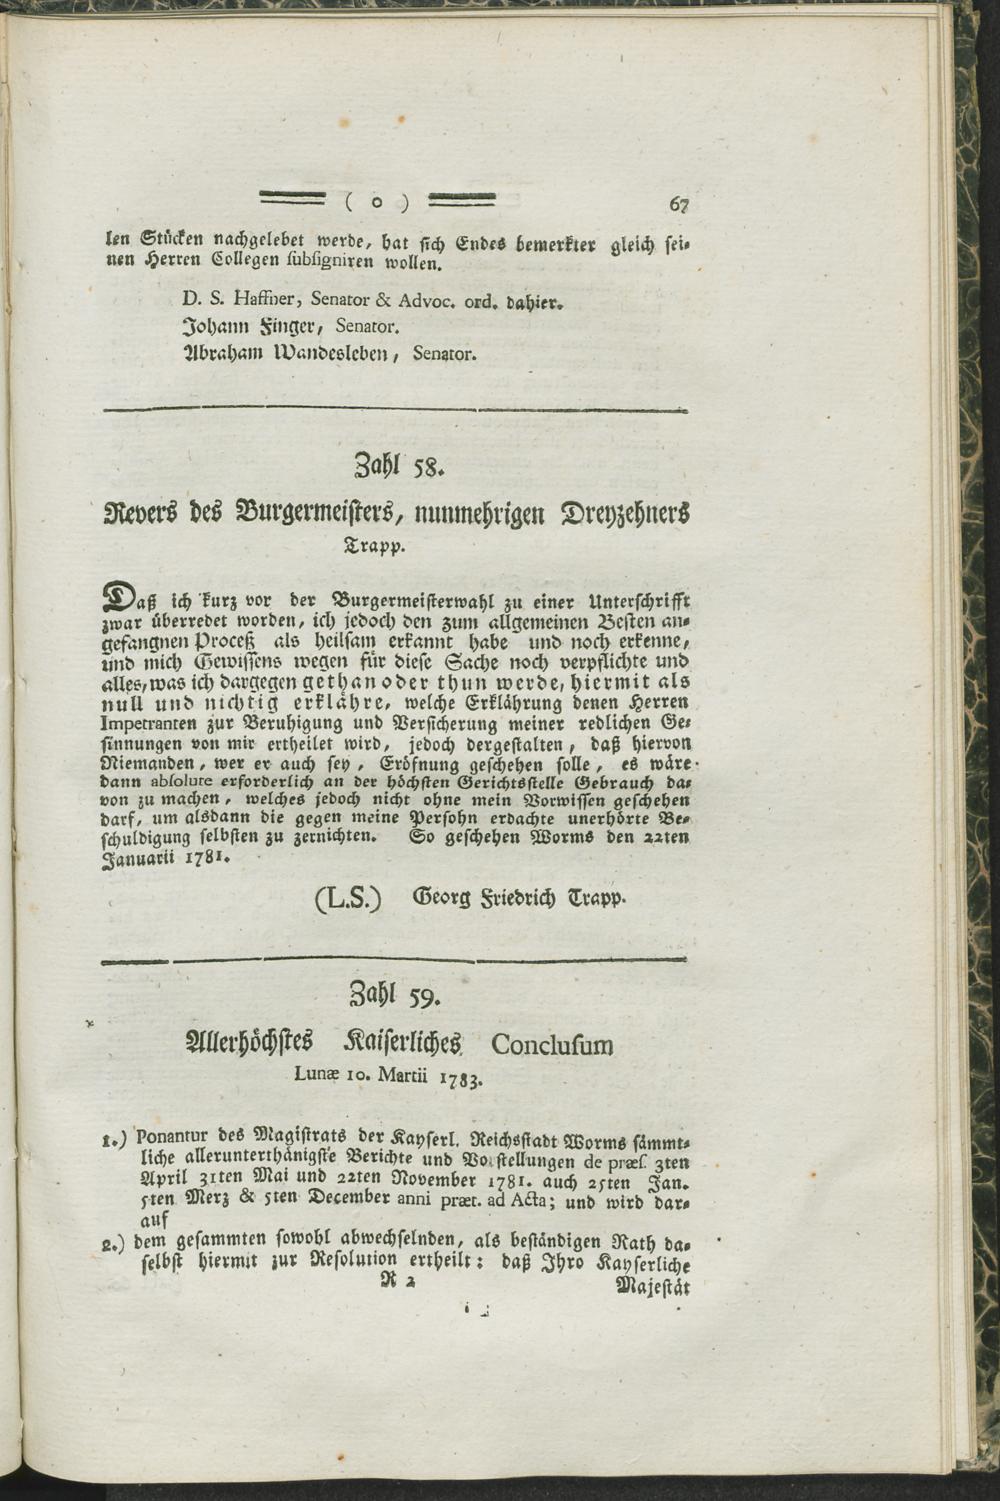 ( o ) 67
len Stücken nachgelebet werde, hat sich Endes bemerkter gleich sei-
nen Herren Collegen subsigniren wollen.
D. S. Haffner, Senator & Advoc. ord. dahier.
Johann Finger, Senator.
Abraham Wandesleben, Senator.
Zahl 58.
Revers des Burgermeisters, nunmehrigen Dreyzehners
Trapp.
Daß ich kurz vor der Burgermeisterwahl zu einer Unterschrifft
zwar überredet worden, ich jedoch den zum allgemeinen Besten an-
gefangnen Proceß als heilsam erkannt habe und noch erkenne,
und mich Gewissens wegen für diese Sache noch verpflichte und
alles, was ich dargegen gethan oder thun werde, hiermit als
null und nichtig erklähre, welche Erklährung denen Herren
Impetranten zur Beruhigung und Versicherung meiner redlichen Ge-
sinnungen von mir ertheilet wird, jedoch dergestalten, daß hiervon
Niemanden, wer er auch sey, Eröfnung geschehen solle, es wäre
dann absolute erforderlich an der höchsten Gerichtsstelle Gebrauch da-
von zu machen, welches jedoch nicht ohne mein Vorwissen geschehen
darf, um alsdann die gegen meine Persohn erdachte unerhörte Be-
schuldigung selbsten zu zernichten. So geschehen Worms den 22ten
Januarii 1781.
(L.S.) Georg Friedrich Trapp.
Zahl 59.
Allerhöchstes Kaiserliches Conclusum
Lunæ 10. Martii 1783.
1.) Ponantur des Magistrats der Kayserl. Reichsstadt Worms sämmt-
liche allerunterthänigste Berichte und Vorstellungen de præs. 3ten
April 31ten Mai und 22ten November 1781. auch 25ten Jan.
5ten Merz & 5ten December anni præt. ad Acta; und wird dar-
auf
2.) dem gesammten sowohl abwechselnden, als beständigen Rath da-
selbst hiermit zur Resolution ertheilt: daß Ihro Kayserliche
R 2 Majestät